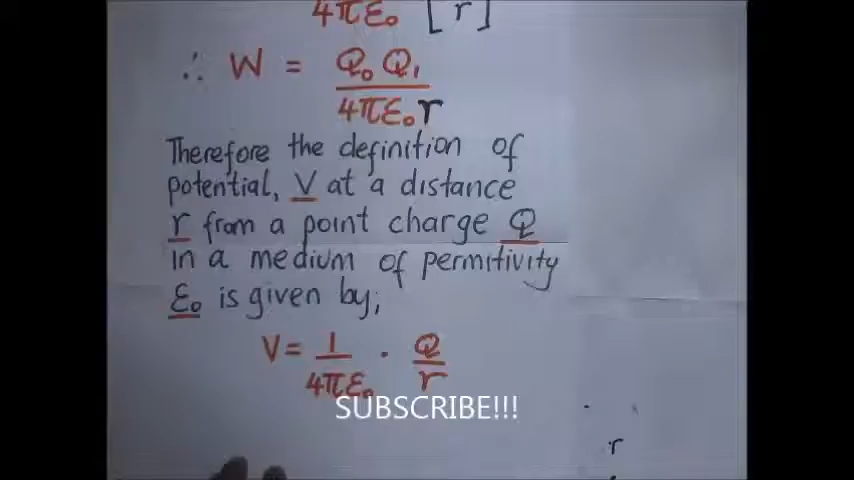 4πε₀ [r]
∴ W = Q₀Q₁
4πε₀r
Therefore the definition of
potential, V at a distance
r from a point charge Q
in a medium of permitivity
ε₀ is given by;
V = 1/4πε₀ · Q/r
SUBSCRIBE!!!
r